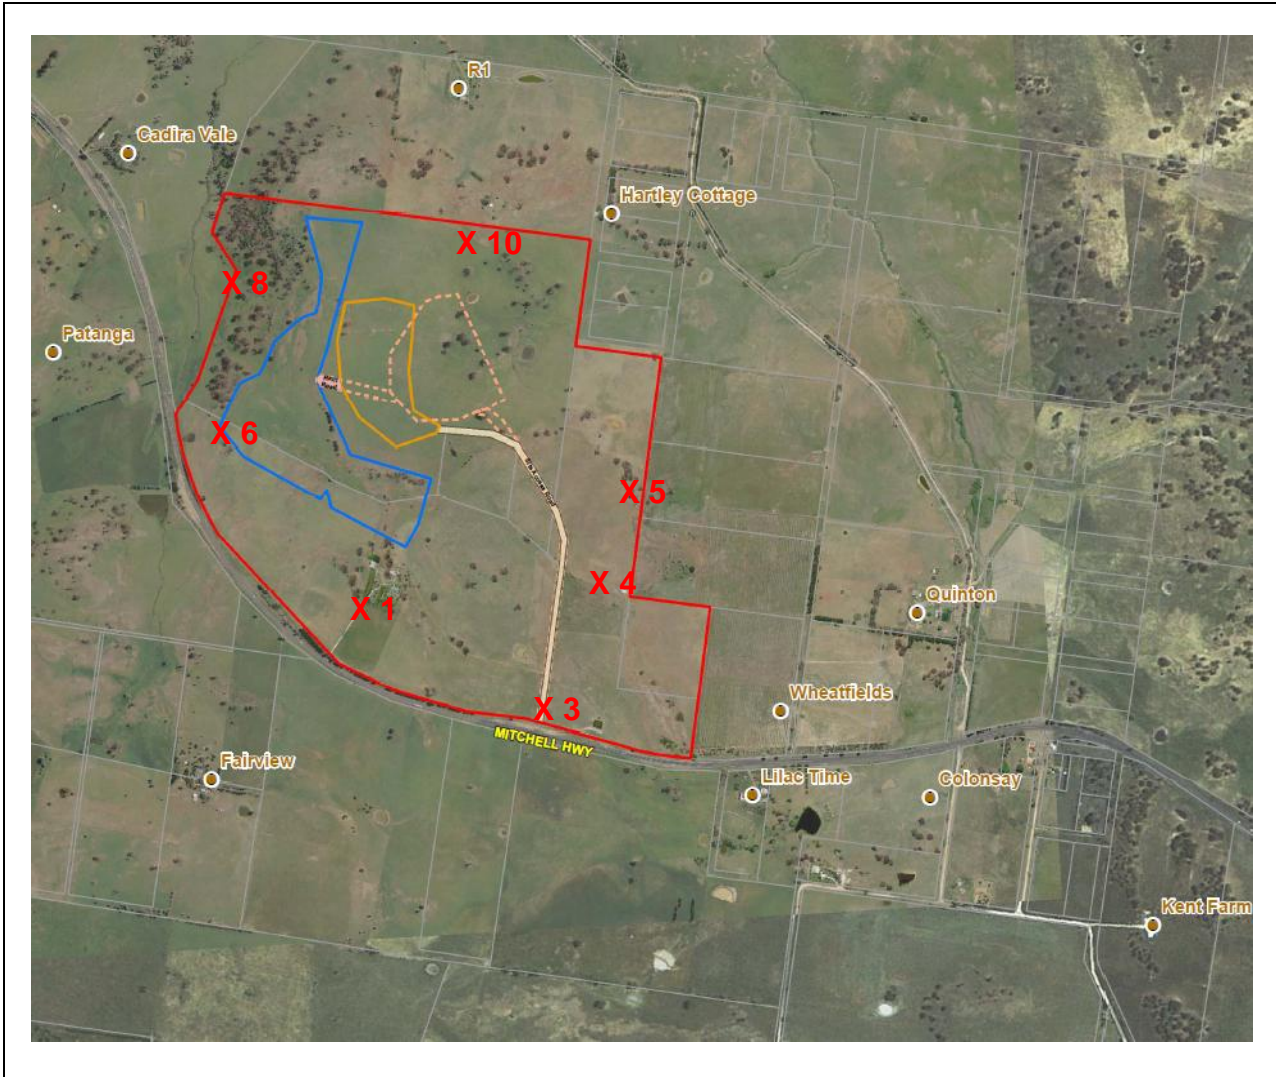 R1
Cadira Vale
Hartley Cottage
X 10
X 8
Patanga
X 6
X 5
X 4
X 1
Quinton
Wheatfields
X 3
MITCHELL HWY
Fairview
Lilac Time
Colonsay
Kent Farm